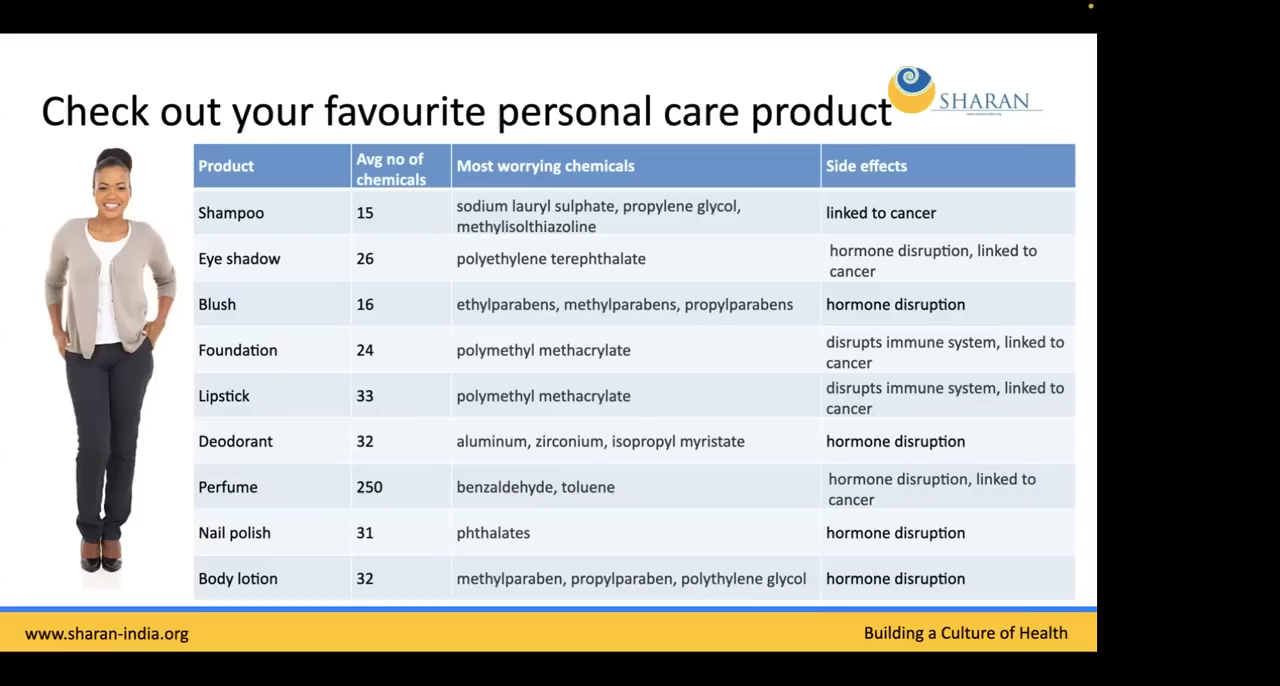 Check out your favourite personal care product
SHARAN
Product Avg no of chemicals Most worrying chemicals Side effects
Shampoo 15 sodium lauryl sulphate, propylene glycol, methylisolthiazoline linked to cancer
Eye shadow 26 polyethylene terephthalate hormone disruption, linked to cancer
Blush 16 ethylparabens, methylparabens, propylparabens hormone disruption
Foundation 24 polymethyl methacrylate disrupts immune system, linked to cancer
Lipstick 33 polymethyl methacrylate disrupts immune system, linked to cancer
Deodorant 32 aluminum, zirconium, isopropyl myristate hormone disruption
Perfume 250 benzaldehyde, toluene hormone disruption, linked to cancer
Nail polish 31 phthalates hormone disruption
Body lotion 32 methylparaben, propylparaben, polythylene glycol hormone disruption
www.sharan-india.org Building a Culture of Health